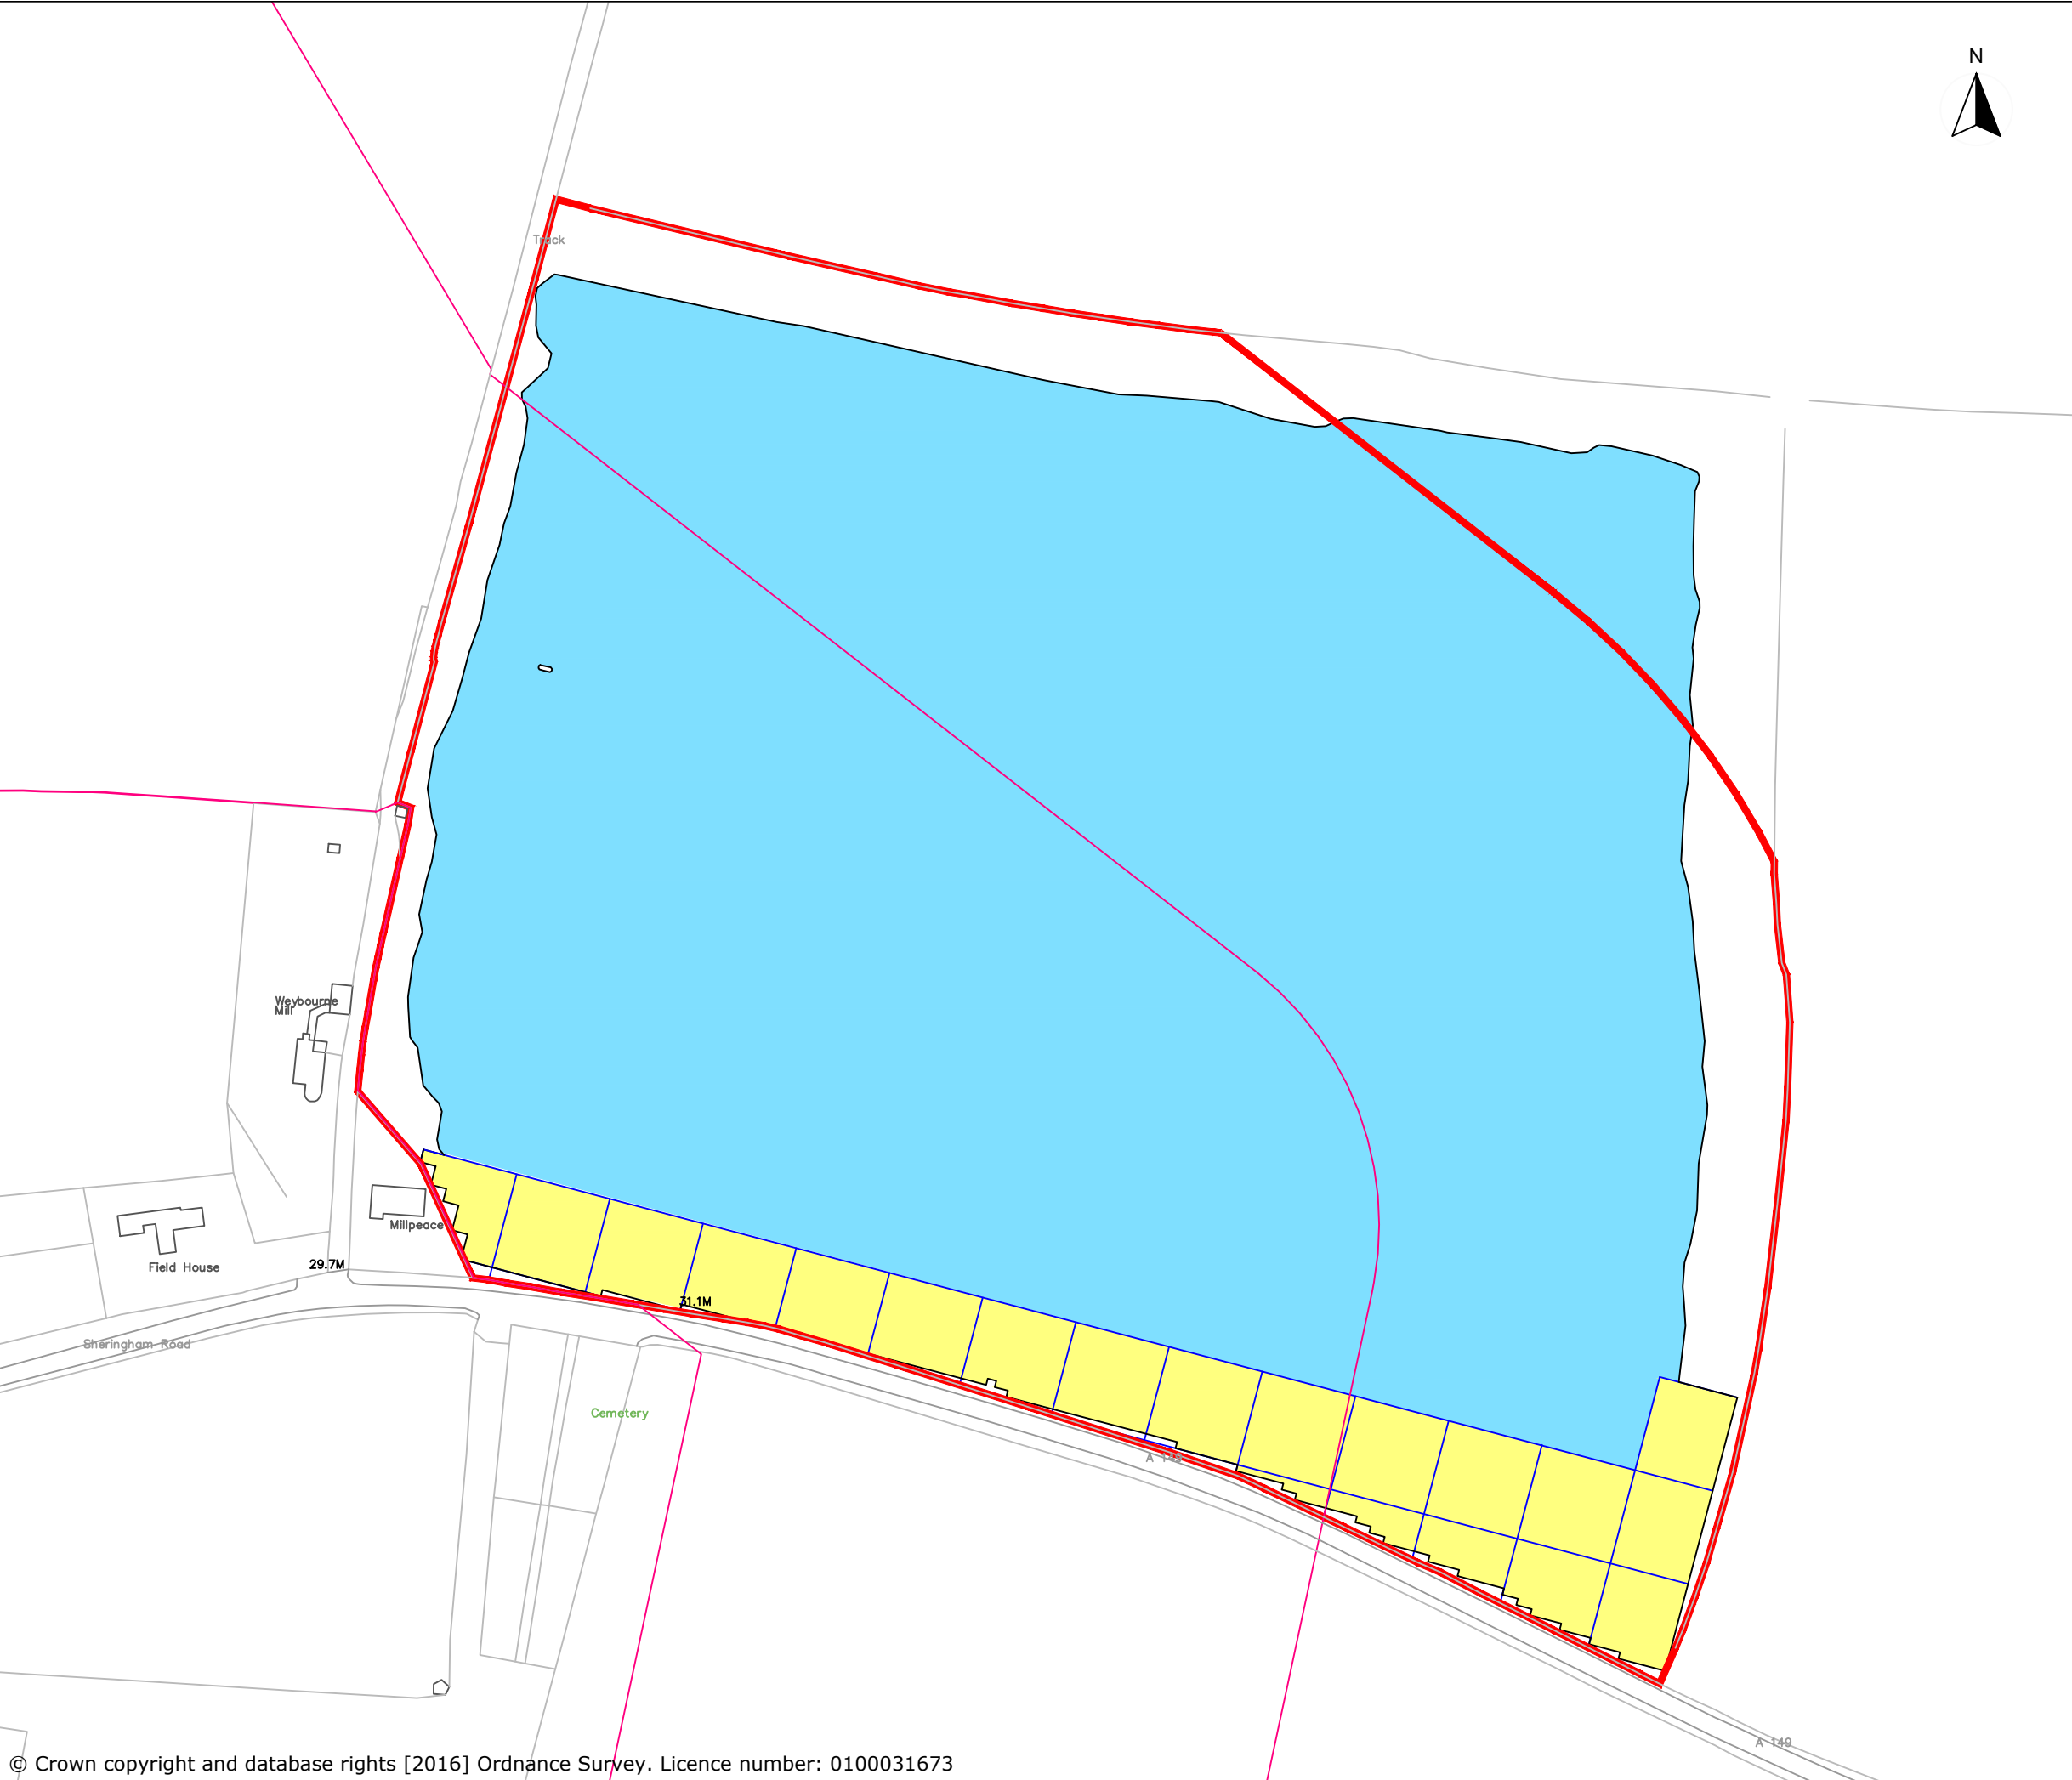 N
Track
Weybourne
Mill
Millpeace
29.7M
Field House
31.1M
Sheringham Road
Cemetery
A 149
A 149
© Crown copyright and database rights [2016] Ordnance Survey. Licence number: 0100031673